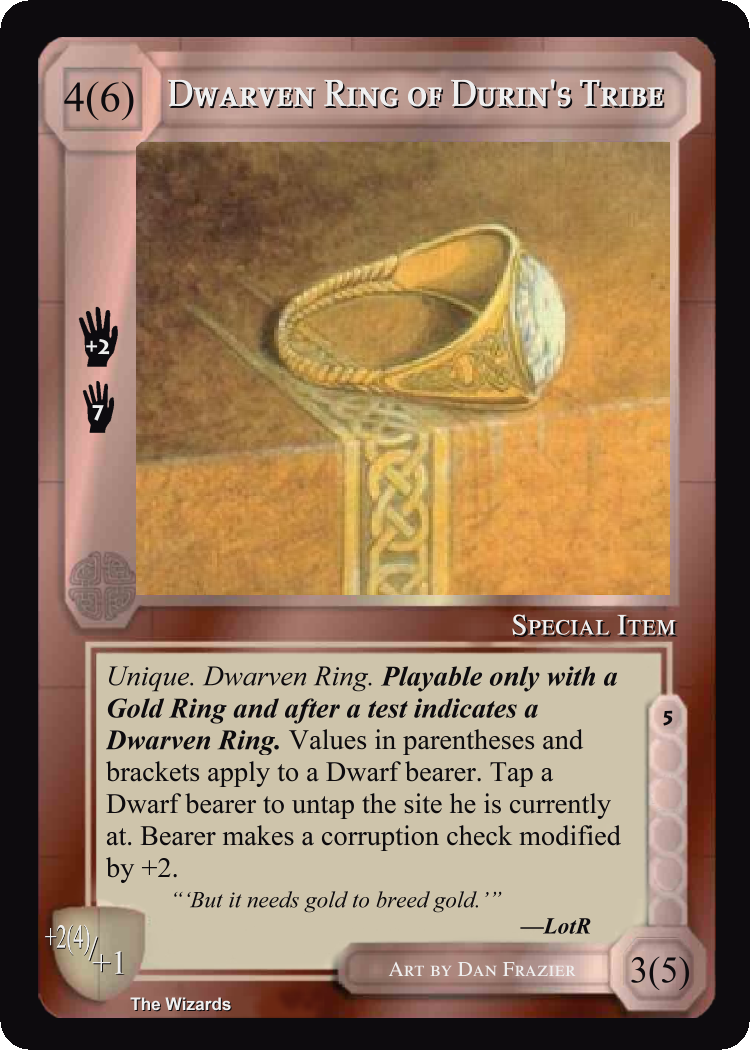 4(6)
Dwarven Ring of Durin's Tribe
+2
7
Special Item
Unique. Dwarven Ring. Playable only with a
Gold Ring and after a test indicates a
Dwarven Ring. Values in parentheses and
brackets apply to a Dwarf bearer. Tap a
Dwarf bearer to untap the site he is currently
at. Bearer makes a corruption check modified
by +2.
“‘But it needs gold to breed gold.’”
—LotR
5
+2(4)/+1
Art by Dan Frazier
3(5)
The Wizards